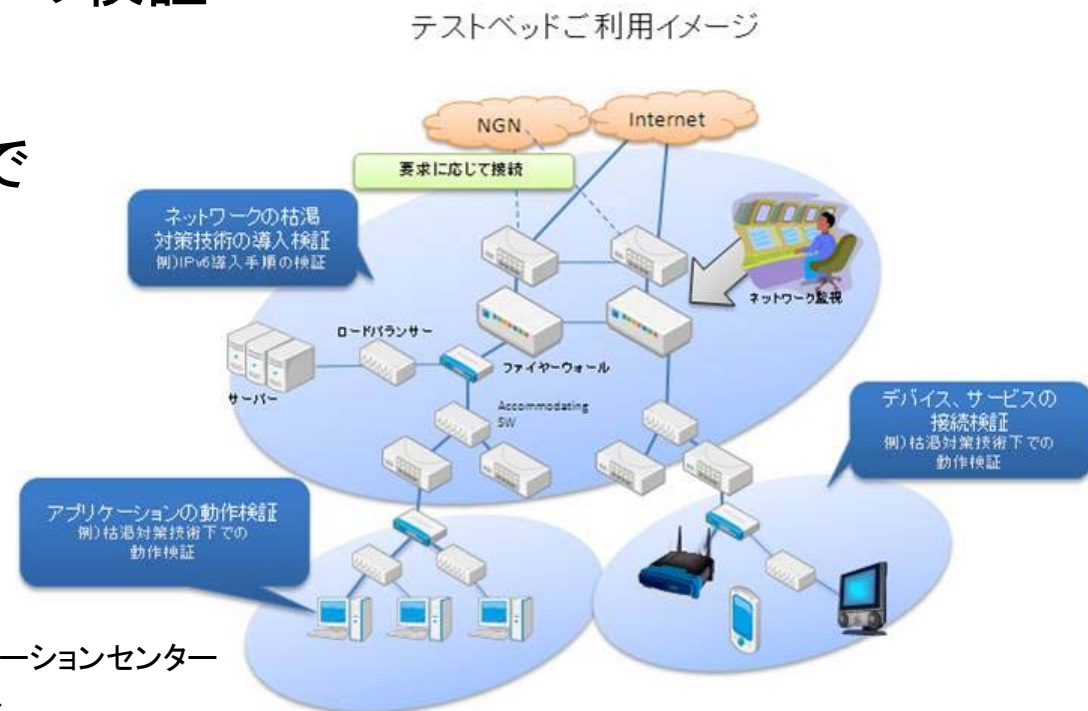 検証
テストベッドご利用イメージ
で
NGN
Internet
要求に応じて接続
ネットワークの枯渇
対策技術の導入検証
例)IPv6導入手順の検証
ネットワーク監視
ロードバランサー
ファイヤーウォール
サーバー
Accommodating
SW
デバイス、サービスの
接続検証
例)枯渇対策技術下での
動作検証
アプリケーションの動作検証
例)枯渇対策技術下での
動作検証
ーションセンター